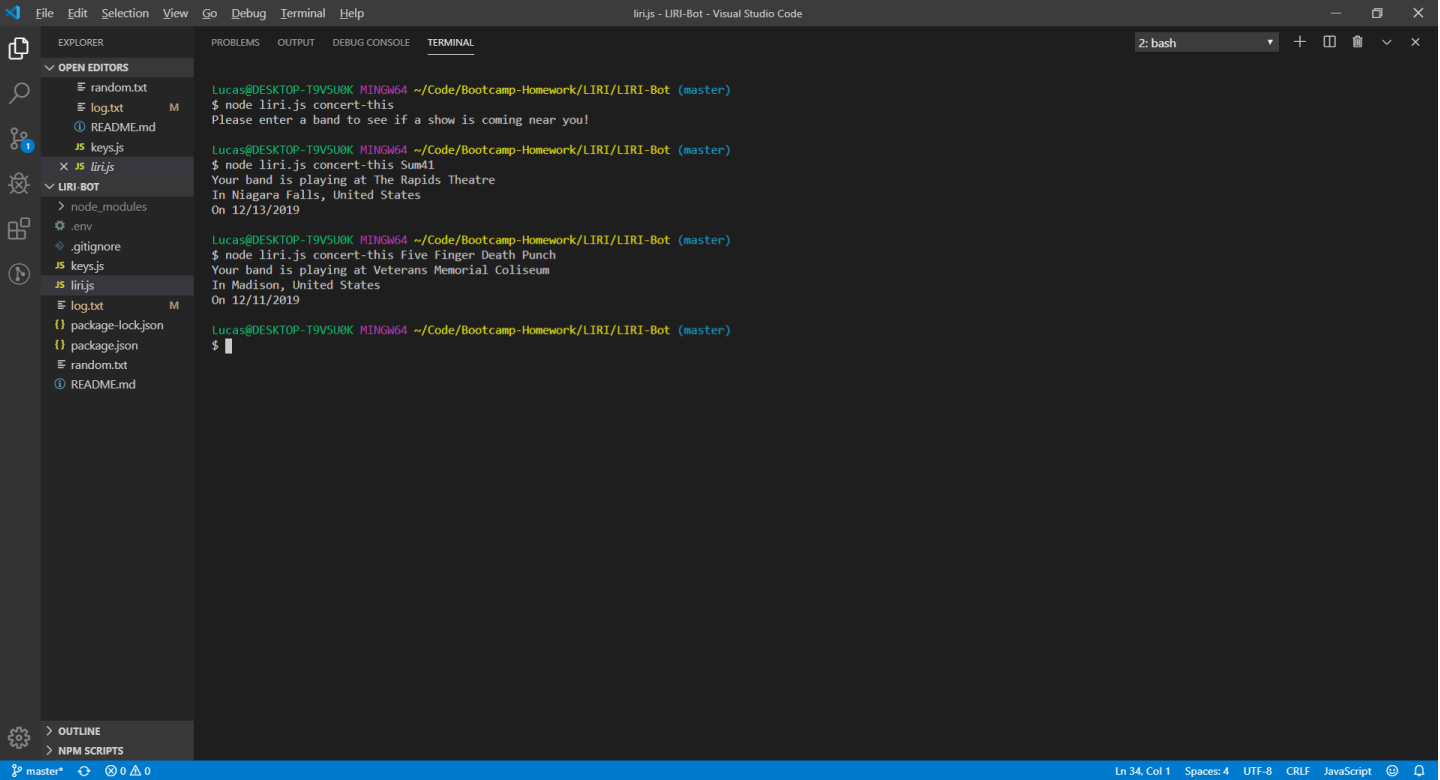 File Edit Selection View Go Debug Terminal Help
liri.js - LIRI-Bot - Visual Studio Code
EXPLORER
OPEN EDITORS
random.txt
log.txt M
README.md
JS keys.js
JS liri.js
LIRI-BOT
node_modules
.env
.gitignore
JS keys.js
JS liri.js
log.txt M
{} package-lock.json
{} package.json
random.txt
README.md
OUTLINE
NPM SCRIPTS
1
PROBLEMS OUTPUT DEBUG CONSOLE TERMINAL
2: bash
Lucas@DESKTOP-T9V5U0K MINGW64 ~/Code/Bootcamp-Homework/LIRI/LIRI-Bot (master)
$ node liri.js concert-this
Please enter a band to see if a show is coming near you!
Lucas@DESKTOP-T9V5U0K MINGW64 ~/Code/Bootcamp-Homework/LIRI/LIRI-Bot (master)
$ node liri.js concert-this Sum41
Your band is playing at The Rapids Theatre
In Niagara Falls, United States
On 12/13/2019
Lucas@DESKTOP-T9V5U0K MINGW64 ~/Code/Bootcamp-Homework/LIRI/LIRI-Bot (master)
$ node liri.js concert-this Five Finger Death Punch
Your band is playing at Veterans Memorial Coliseum
In Madison, United States
On 12/11/2019
Lucas@DESKTOP-T9V5U0K MINGW64 ~/Code/Bootcamp-Homework/LIRI/LIRI-Bot (master)
$
master* 0 0
Ln 34, Col 1 Spaces: 4 UTF-8 CRLF JavaScript